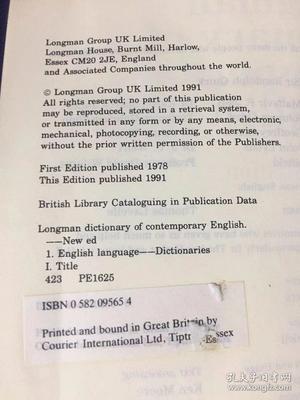 Longman Group UK Limited
Longman House, Burnt Mill, Harlow,
Essex CM20 2JE, England
and Associated Companies throughout the world.
© Longman Group UK Limited 1991
All rights reserved; no part of this publication
may be reproduced, stored in a retrieval system,
or transmitted in any form or by any means, electronic,
mechanical, photocopying, recording, or otherwise,
without the prior written permission of the Publishers.
First Edition published 1978
This Edition published 1991
British Library Cataloguing in Publication Data
Longman dictionary of contemporary English.
——New ed
1. English language——Dictionaries
I. Title
423 PE1625
ISBN 0 582 09565 4
Printed and bound in Great Britain by
Courier International Ltd, Tiptr Essex